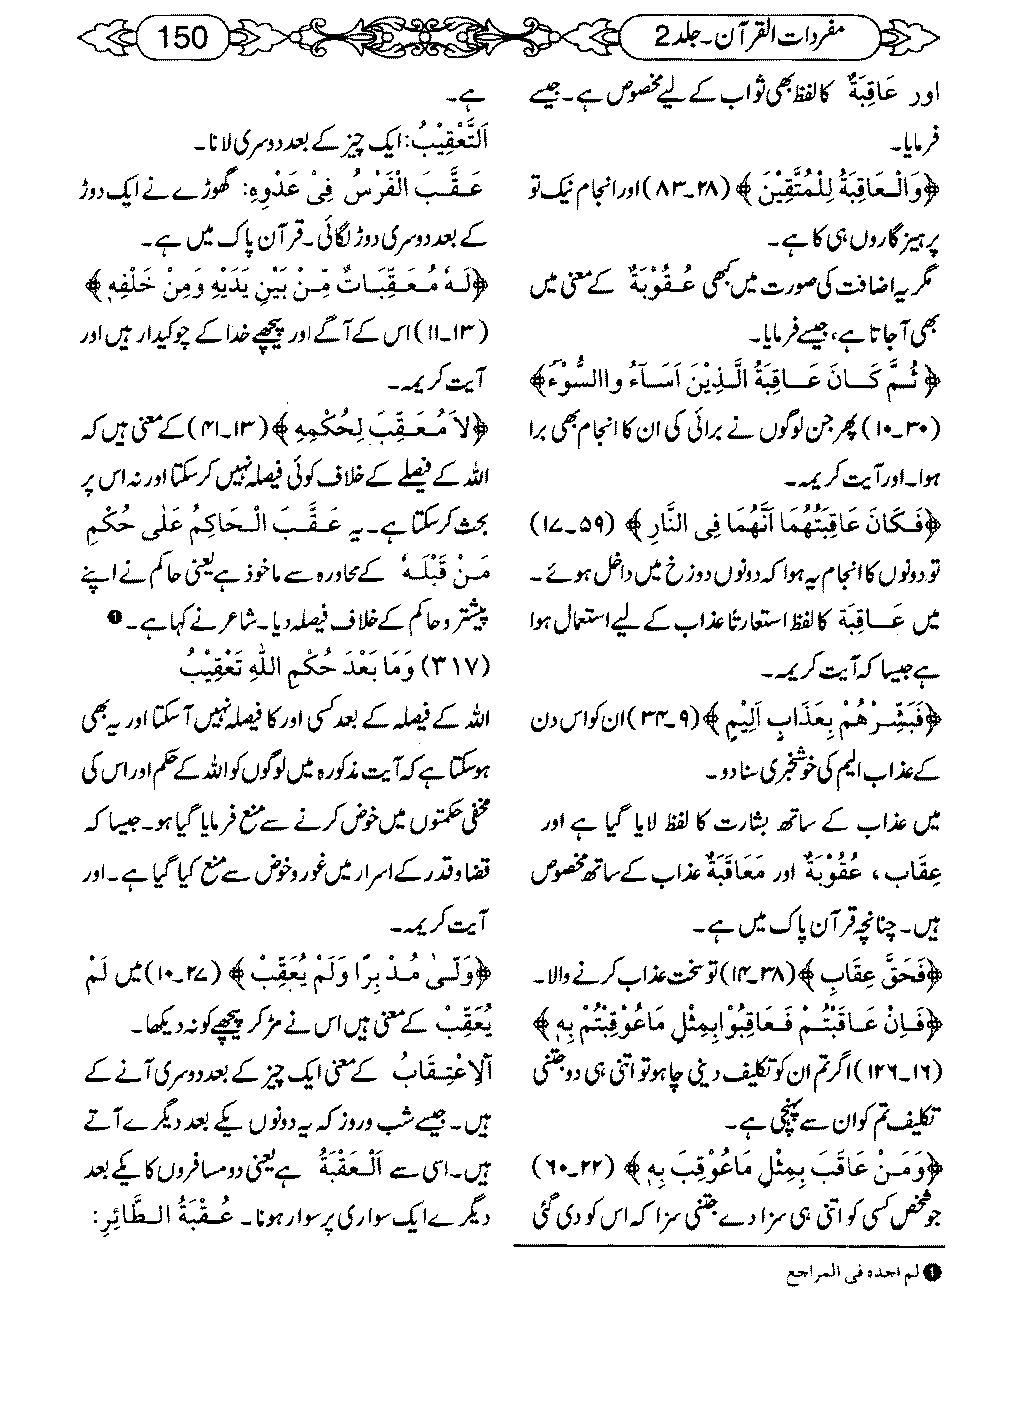 مفردات القرآن۔جلد 2
150
اور عَاقِبَةٌ کا لفظ بھی ثواب کے لیے مخصوص ہے۔جیسے
فرمایا۔
﴿وَالْعَاقِبَةُ لِلْمُتَّقِيْنَ﴾ (۲۸۔۸۳) اور انجام نیک تو
پرہیزگاروں ہی کا ہے۔
مگر یہ اضافت کی صورت میں کبھی عُقُوْبَةٌ کے معنی میں
بھی آجاتا ہے، جیسے فرمایا۔
﴿ثُمَّ كَانَ عَاقِبَةُ الَّذِيْنَ اَسَآءُ واالسُّوْٓءَ﴾
(۳۰۔۱۰) پھر جن لوگوں نے برائی کی ان کا انجام بھی برا
ہوا۔اور آیت کریمہ۔
﴿فَكَانَ عَاقِبَتُهُمَا اَنَّهُمَا فِى النَّارِ﴾ (۵۹۔۱۷)
تو دونوں کا انجام یہ ہوا کہ دونوں دوزخ میں داخل ہوئے۔
میں عَاقِبَة کا لفظ استعارتاً عذاب کے لیے استعمال ہوا
ہے جیسا کہ آیت کریمہ۔
﴿فَبَشِّرْهُمْ بِعَذَابٍ اَلِيْمٍ﴾ (۹۔۳۴) ان کو اس دن
کے عذاب الیم کی خوشخبری سنا دو۔
میں عذاب کے ساتھ بشارت کا لفظ لایا گیا ہے اور
عِقَاب، عُقُوْبَةٌ اور مَعَاقَبَةٌ عذاب کے ساتھ مخصوص
ہیں۔چنانچہ قرآن پاک میں ہے۔
﴿فَحَقَّ عِقَابِ﴾ (۳۸۔۱۴) تو سخت عذاب کرنے والا۔
﴿فَاِنْ عَاقَبْتُمْ فَعَاقِبُوْا بِمِثْلِ مَاعُوْقِبْتُمْ بِهٖ﴾
(۱۶۔۱۲۶) اگر تم ان کو تکلیف دینی چاہو تو اتنی ہی دو جتنی
تکلیف تم کو ان سے پہنچی ہے۔
﴿وَمَنْ عَاقَبَ بِمِثْلِ مَاعُوْقِبَ بِهٖ﴾ (۲۲۔۶۰)
جو شخص کسی کو اتنی ہی سزا دے جتنی سزا کہ اس کو دی گئی
ہے۔
اَلتَّعْقِيْبُ: ایک چیز کے بعد دوسری لانا۔
عَقَّبَ الْفَرْسُ فِىْ عَدْوِهٖ: گھوڑے نے ایک دوڑ
کے بعد دوسری دوڑ لگائی۔قرآن پاک میں ہے۔
﴿لَهٗ مُعَقِّبَاتٌ مِّنْ بَيْنِ يَدَيْهِ وَمِنْ خَلْفِهٖ﴾
(۱۳۔۱۱) اس کے آگے اور پیچھے خدا کے چوکیدار ہیں اور
آیت کریمہ۔
﴿لَا مُعَقِّبَ لِحُكْمِهٖ﴾ (۱۳۔۴۱) کے معنی ہیں کہ
اللہ کے فیصلے کے خلاف کوئی فیصلہ نہیں کرسکتا اور نہ اس پر
بحث کرسکتا ہے۔یہ عَقَّبَ الْحَاكِمُ عَلٰى حُكْمِ
مَنْ قَبْلَهٗ کے محاورہ سے ماخوذ ہے یعنی حاکم نے اپنے
پیشتر و حاکم کے خلاف فیصلہ دیا۔شاعر نے کہا ہے۔❶
(۳۱۷) وَمَا بَعْدَ حُكْمِ اللهِ تَعْقِيْبُ
اللہ کے فیصلہ کے بعد کسی اور کا فیصلہ نہیں آسکتا اور یہ بھی
ہوسکتا ہے کہ آیت مذکورہ میں لوگوں کو اللہ کے حکم اور اس کی
مخفی حکمتوں میں خوض کرنے سے منع فرمایا گیا ہو۔جیسا کہ
قضا و قدر کے اسرار میں غور و خوض سے منع کیا گیا ہے۔اور
آیت کریمہ۔
﴿وَلّٰى مُدْبِرًا وَلَمْ يُعَقِّبْ﴾ (۲۷۔۱۰) میں لَمْ
يُعَقِّبْ کے معنی ہیں اس نے مڑ کر پیچھے کو نہ دیکھا۔
اَلْاِعْتِقَابُ کے معنی ایک چیز کے بعد دوسری آنے کے
ہیں۔جیسے شب و روز کہ یہ دونوں یکے بعد دیگرے آتے
ہیں۔اسی سے اَلْعُقْبَةُ ہے یعنی دو مسافروں کا یکے بعد
دیگرے ایک سواری پر سوار ہونا۔ عُقْبَةُ الطَّائِرِ:
❶ لم اجده فى المراجع